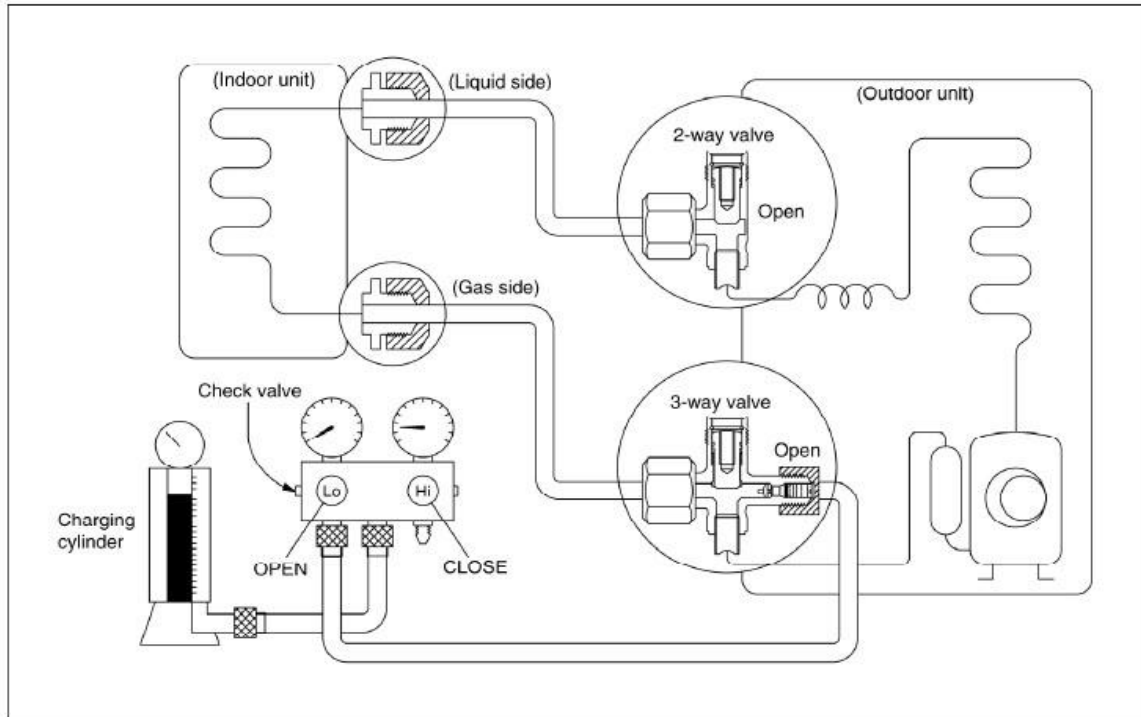 (Indoor unit)
(Liquid side)
(Outdoor unit)
2-way valve
Open
(Gas side)
Check valve
3-way valve
Open
Lo
Hi
Charging
cylinder
OPEN
CLOSE